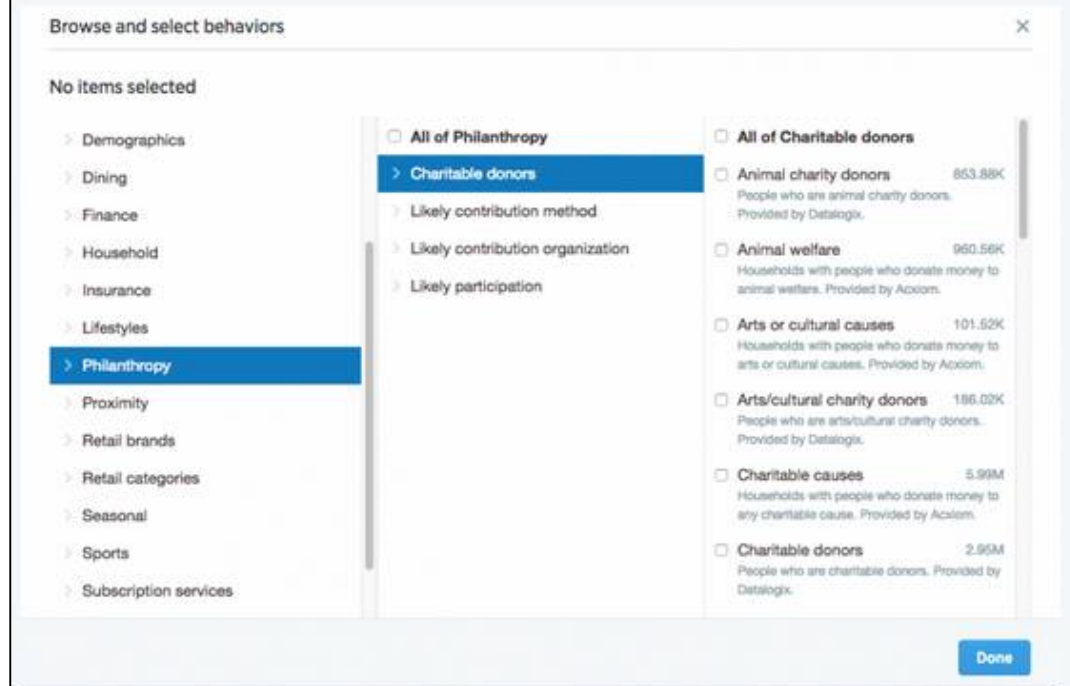 Browse and select behaviors
No items selected
Demographics
Dining
Finance
Household
Insurance
Lifestyles
Philanthropy
Proximity
Retail brands
Retail categories
Seasonal
Sports
Subscription services
All of Philanthropy
Charitable donors
Likely contribution method
Likely contribution organization
Likely participation
All of Charitable donors
Animal charity donors 853.88K
People who are animal charity donors.
Provided by Datalogix.
Animal welfare 960.56K
Households with people who donate money to
animal welfare. Provided by Acxiom.
Arts or cultural causes 101.52K
Households with people who donate money to
arts or cultural causes. Provided by Acxiom.
Arts/cultural charity donors 186.02K
People who are arts/cultural charity donors.
Provided by Datalogix.
Charitable causes 5.99M
Households with people who donate money to
any charitable cause. Provided by Acxiom.
Charitable donors 2.95M
People who are charitable donors. Provided by
Datalogix.
Done